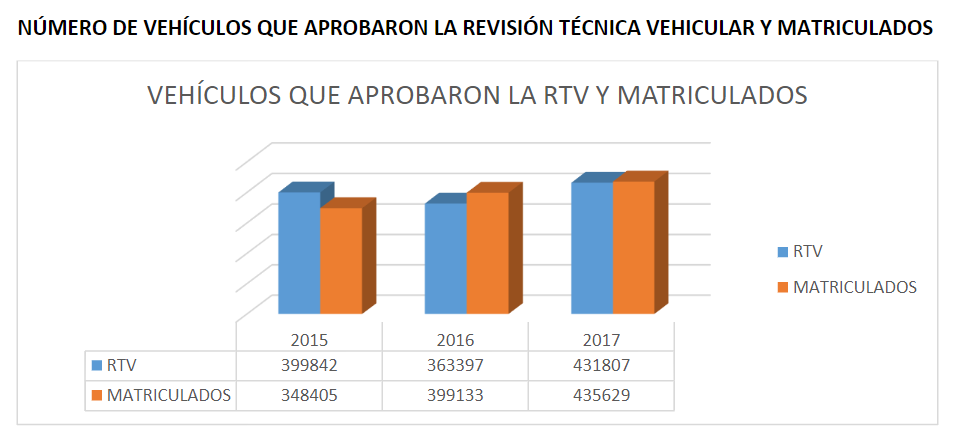 NÚMERO DE VEHÍCULOS QUE APROBARON LA REVISIÓN TÉCNICA VEHICULAR Y MATRICULADOS
VEHÍCULOS QUE APROBARON LA RTV Y MATRICULADOS
RTV
MATRICULADOS
2015 2016 2017
RTV 399842 363397 431807
MATRICULADOS 348405 399133 435629